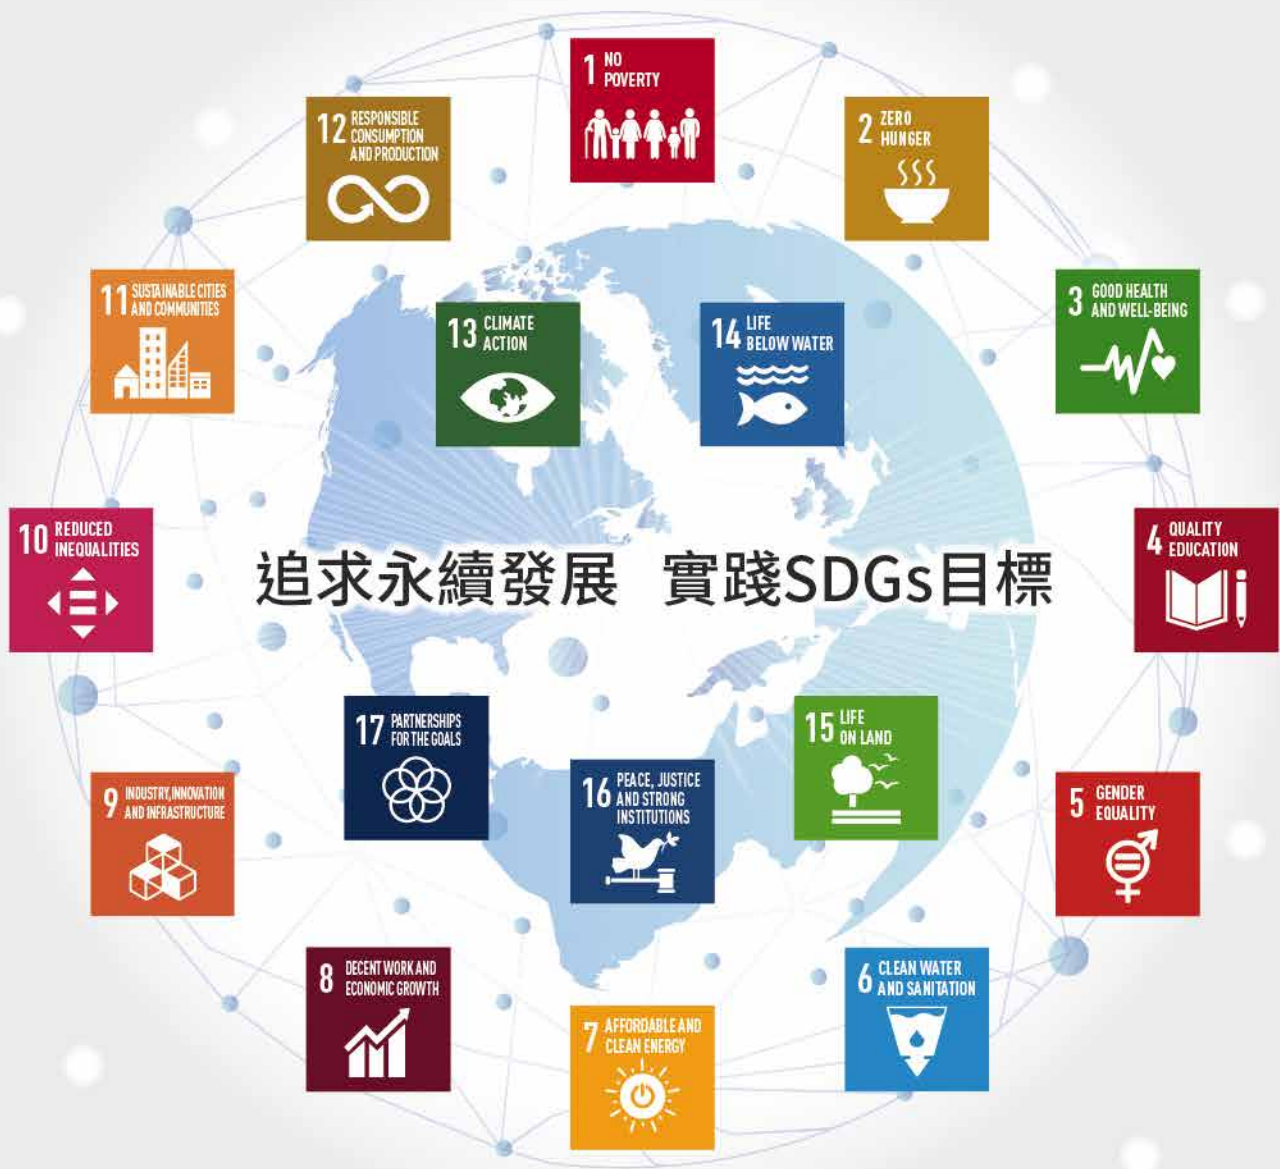 1 NO
POVERTY
2 ZERO
HUNGER
3 GOOD HEALTH
AND WELL-BEING
4 QUALITY
EDUCATION
5 GENDER
EQUALITY
6 CLEAN WATER
AND SANITATION
7 AFFORDABLE AND
CLEAN ENERGY
8 DECENT WORK AND
ECONOMIC GROWTH
9 INDUSTRY, INNOVATION
AND INFRASTRUCTURE
10 REDUCED
INEQUALITIES
11 SUSTAINABLE CITIES
AND COMMUNITIES
12 RESPONSIBLE
CONSUMPTION
AND PRODUCTION
13 CLIMATE
ACTION
14 LIFE
BELOW WATER
追求永續發展 實踐SDGs目標
15 LIFE
ON LAND
16 PEACE, JUSTICE
AND STRONG
INSTITUTIONS
17 PARTNERSHIPS
FOR THE GOALS